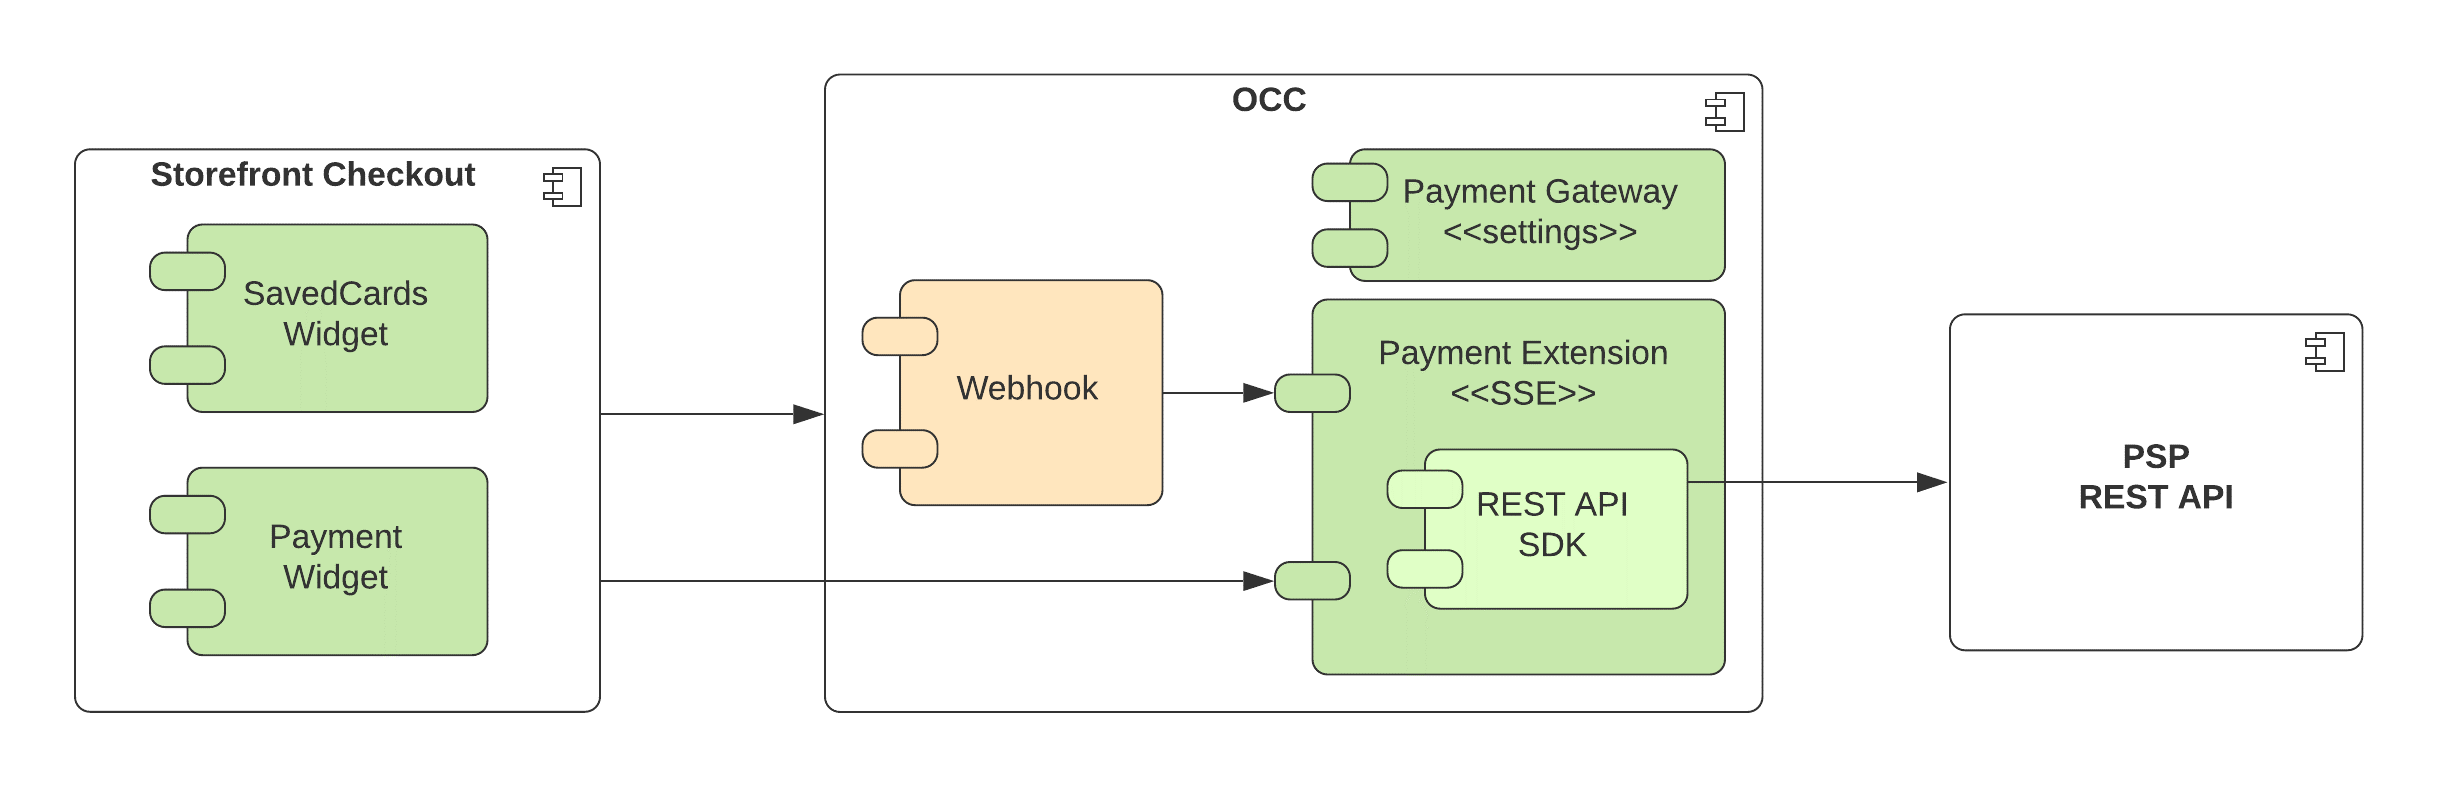 Storefront Checkout
SavedCards
Widget
Payment
Widget
OCC
Webhook
Payment Gateway
<<settings>>
Payment Extension
<<SSE>>
REST API
SDK
PSP
REST API